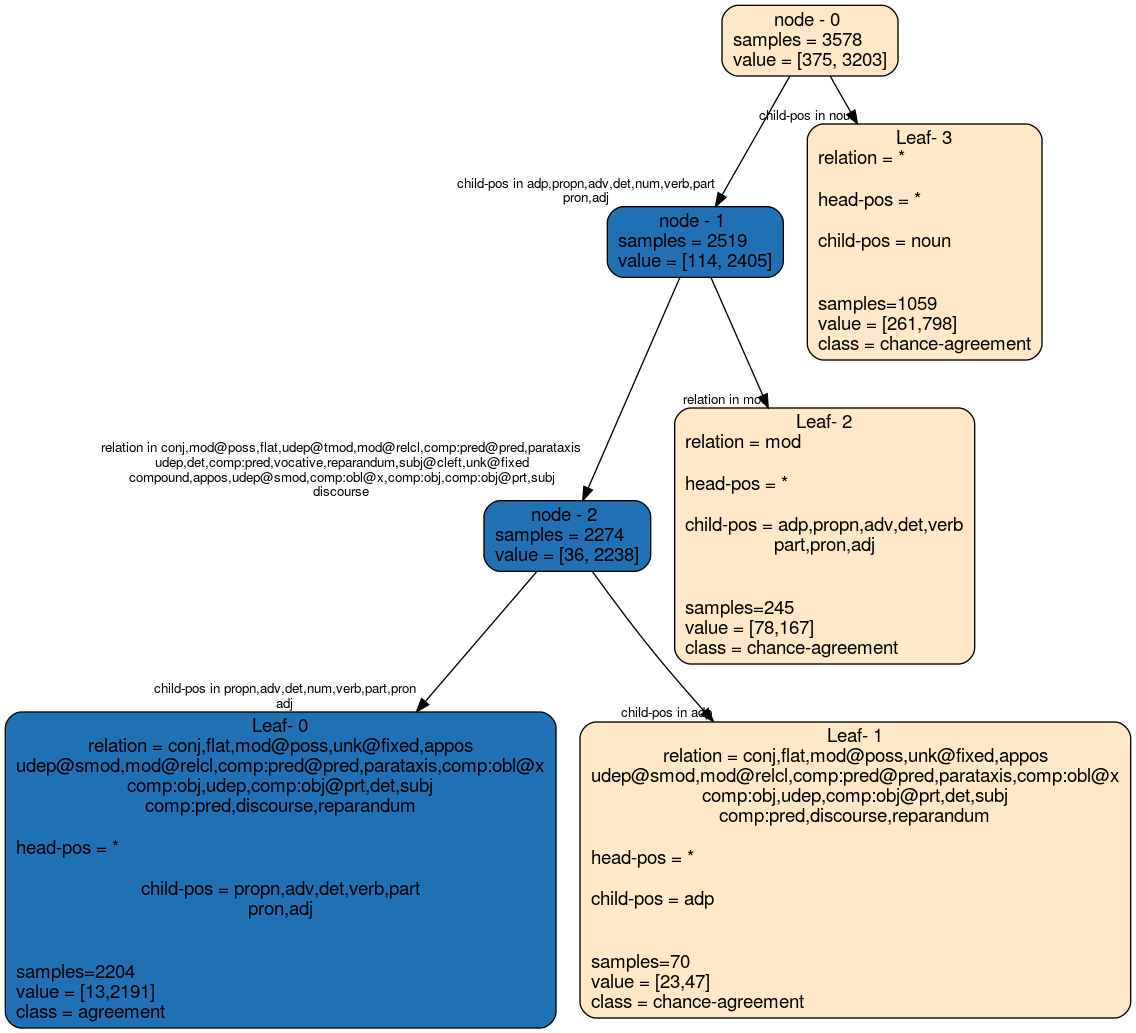 node - 0
samples = 3578
value = [375, 3203]
child-pos in noun
Leaf- 3
relation = *
head-pos = *
child-pos = noun
samples=1059
value = [261,798]
class = chance-agreement
child-pos in adp,propn,adv,det,num,verb,part
pron,adj
node - 1
samples = 2519
value = [114, 2405]
relation in mod
Leaf- 2
relation = mod
head-pos = *
child-pos = adp,propn,adv,det,verb
part,pron,adj
samples=245
value = [78,167]
class = chance-agreement
relation in conj,mod@poss,flat,udep@tmod,mod@relcl,comp:pred@pred,parataxis
udep,det,comp:pred,vocative,reparandum,subj@cleft,unk@fixed
compound,appos,udep@smod,comp:obl@x,comp:obj,comp:obj@prt,subj
discourse
node - 2
samples = 2274
value = [36, 2238]
child-pos in propn,adv,det,num,verb,part,pron
adj
Leaf- 0
relation = conj,flat,mod@poss,unk@fixed,appos
udep@smod,mod@relcl,comp:pred@pred,parataxis,comp:obl@x
comp:obj,udep,comp:obj@prt,det,subj
comp:pred,discourse,reparandum
head-pos = *
child-pos = propn,adv,det,verb,part
pron,adj
samples=2204
value = [13,2191]
class = agreement
child-pos in adp
Leaf- 1
relation = conj,flat,mod@poss,unk@fixed,appos
udep@smod,mod@relcl,comp:pred@pred,parataxis,comp:obl@x
comp:obj,udep,comp:obj@prt,det,subj
comp:pred,discourse,reparandum
head-pos = *
child-pos = adp
samples=70
value = [23,47]
class = chance-agreement